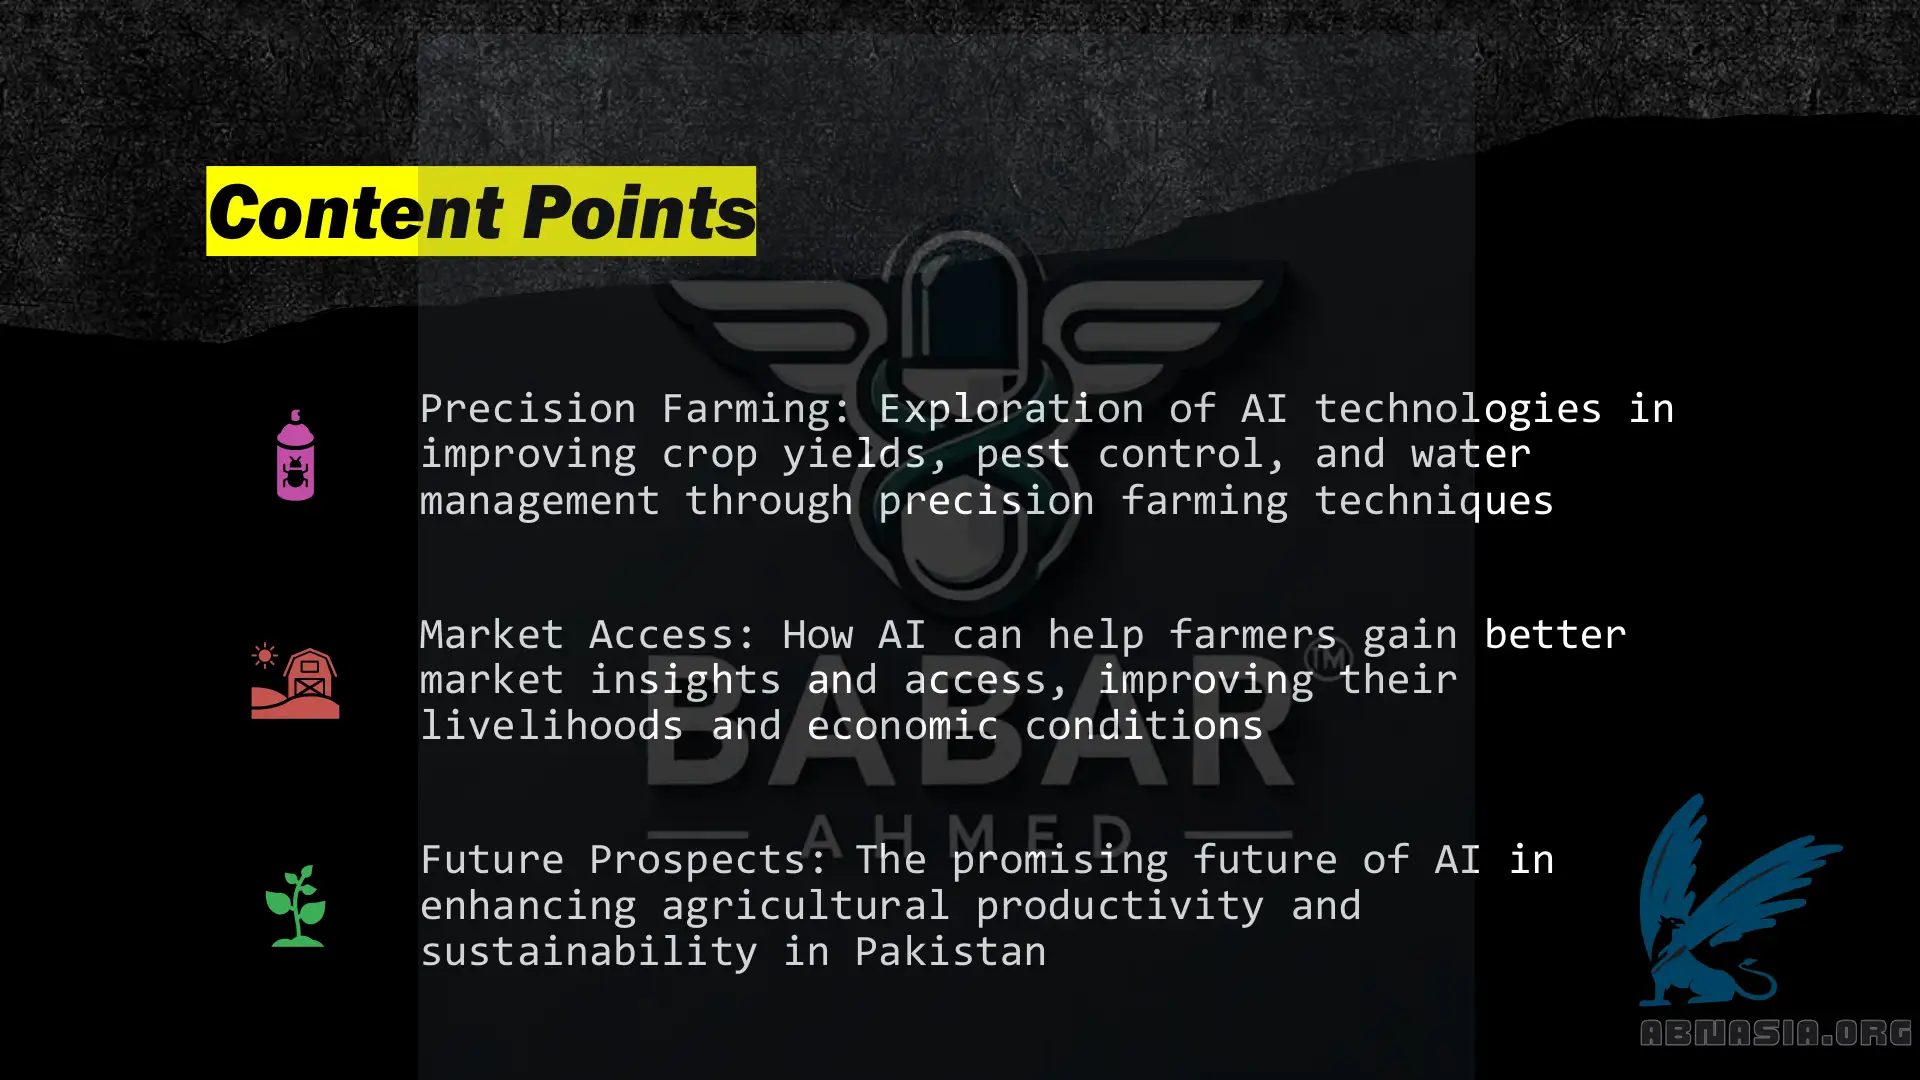 Content Points
Precision Farming: Exploration of AI technologies in
improving crop yields, pest control, and water
management through precision farming techniques
Market Access: How AI can help farmers gain better
market insights and access, improving their
livelihoods and economic conditions
BABAR™
AHMED
Future Prospects: The promising future of AI in
enhancing agricultural productivity and
sustainability in Pakistan
ABNASIA.ORG